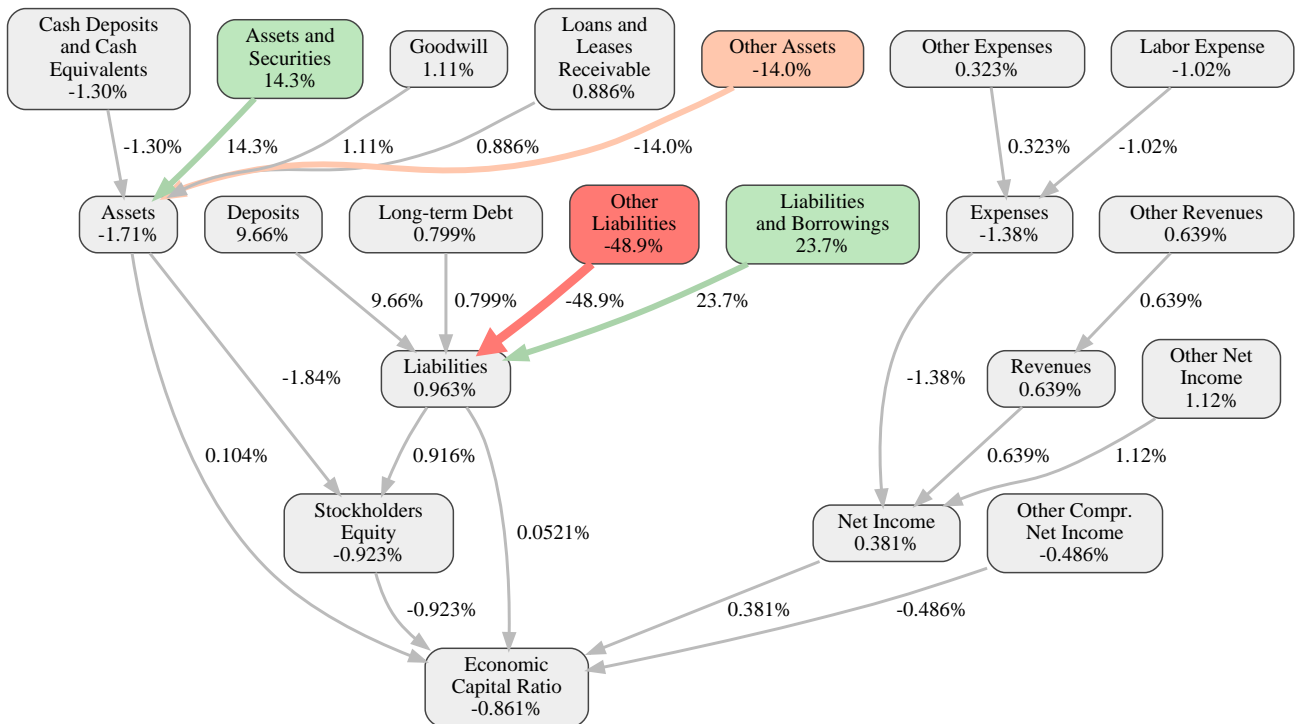 Cash Deposits
and Cash
Equivalents
-1.30%
Assets and
Securities
14.3%
Goodwill
1.11%
Loans and
Leases
Receivable
0.886%
Other Assets
-14.0%
Other Expenses
0.323%
Labor Expense
-1.02%
-1.30%
14.3%
1.11%
0.886%
-14.0%
0.323%
-1.02%
Assets
-1.71%
Deposits
9.66%
Long-term Debt
0.799%
Other
Liabilities
-48.9%
Liabilities
and Borrowings
23.7%
Expenses
-1.38%
Other Revenues
0.639%
9.66%
0.799%
-48.9%
23.7%
0.639%
-1.84%
Liabilities
0.963%
-1.38%
Revenues
0.639%
Other Net
Income
1.12%
0.104%
0.916%
0.639%
1.12%
Stockholders
Equity
-0.923%
0.0521%
Net Income
0.381%
Other Compr.
Net Income
-0.486%
-0.923%
0.381%
-0.486%
Economic
Capital Ratio
-0.861%